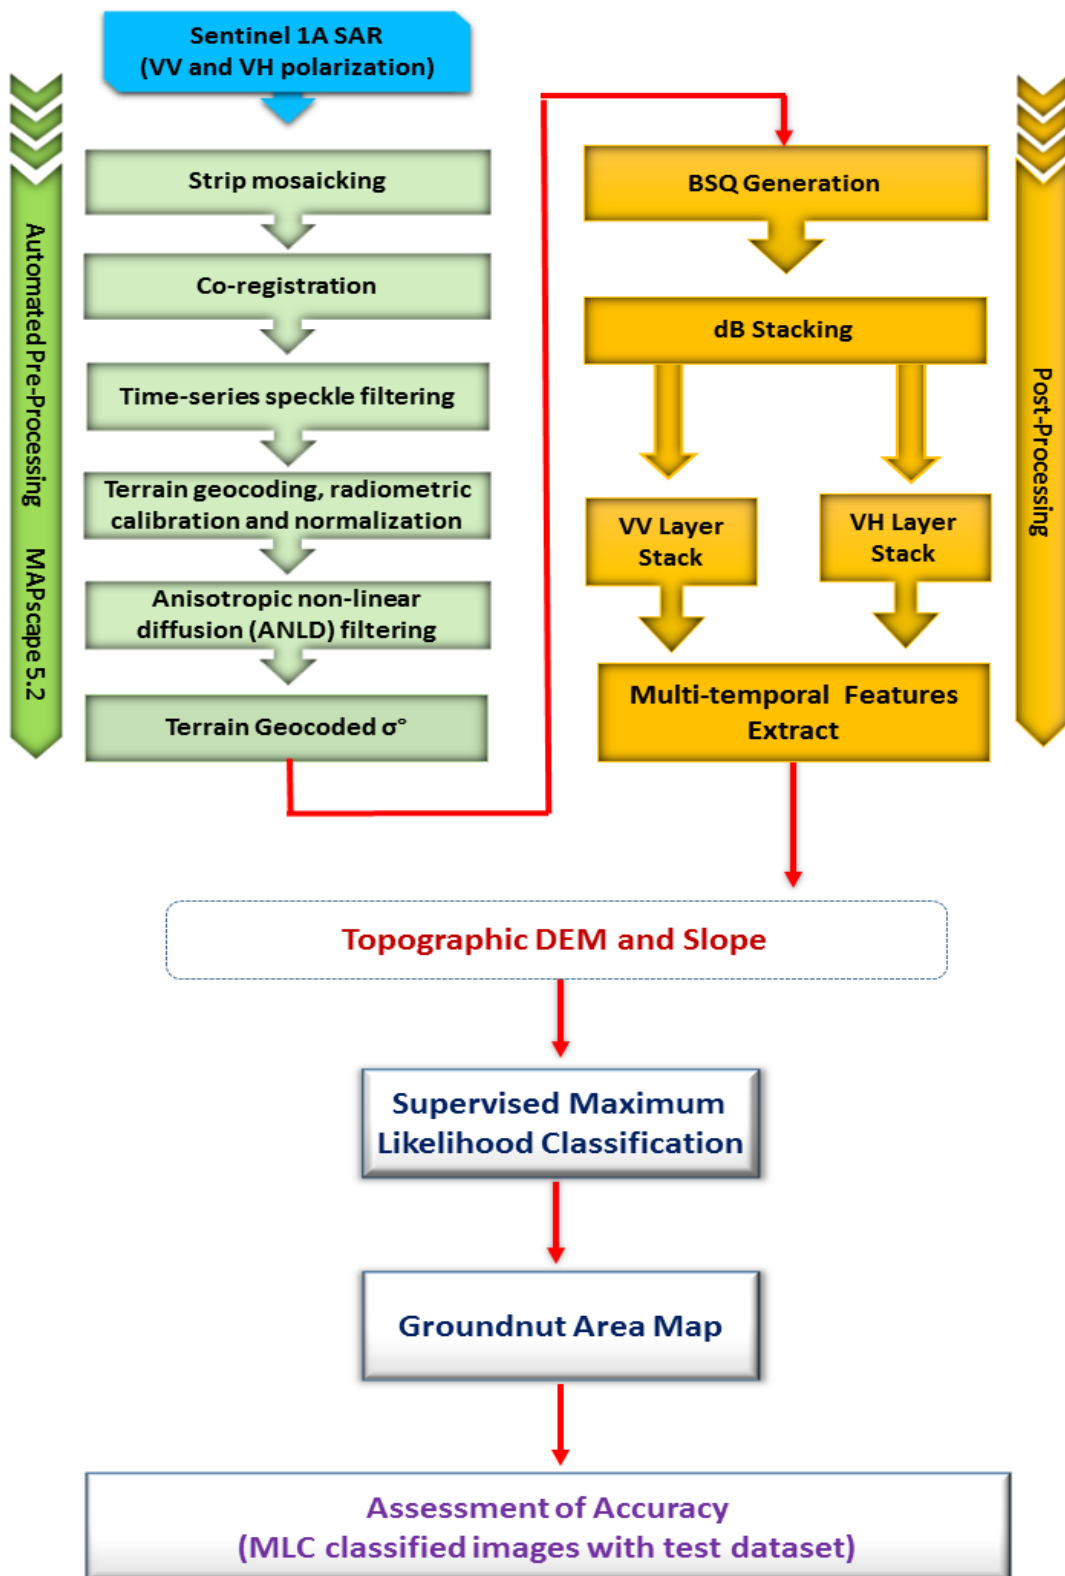 Sentinel 1A SAR
(VV and VH polarization)
Strip mosaicking
Co-registration
Time-series speckle filtering
Terrain geocoding, radiometric
calibration and normalization
Anisotropic non-linear
diffusion (ANLD) filtering
Terrain Geocoded σ°
Automated Pre-Processing MAPscape 5.2
BSQ Generation
dB Stacking
VV Layer
Stack
VH Layer
Stack
Multi-temporal Features
Extract
Post-Processing
Topographic DEM and Slope
Supervised Maximum
Likelihood Classification
Groundnut Area Map
Assessment of Accuracy
(MLC classified images with test dataset)